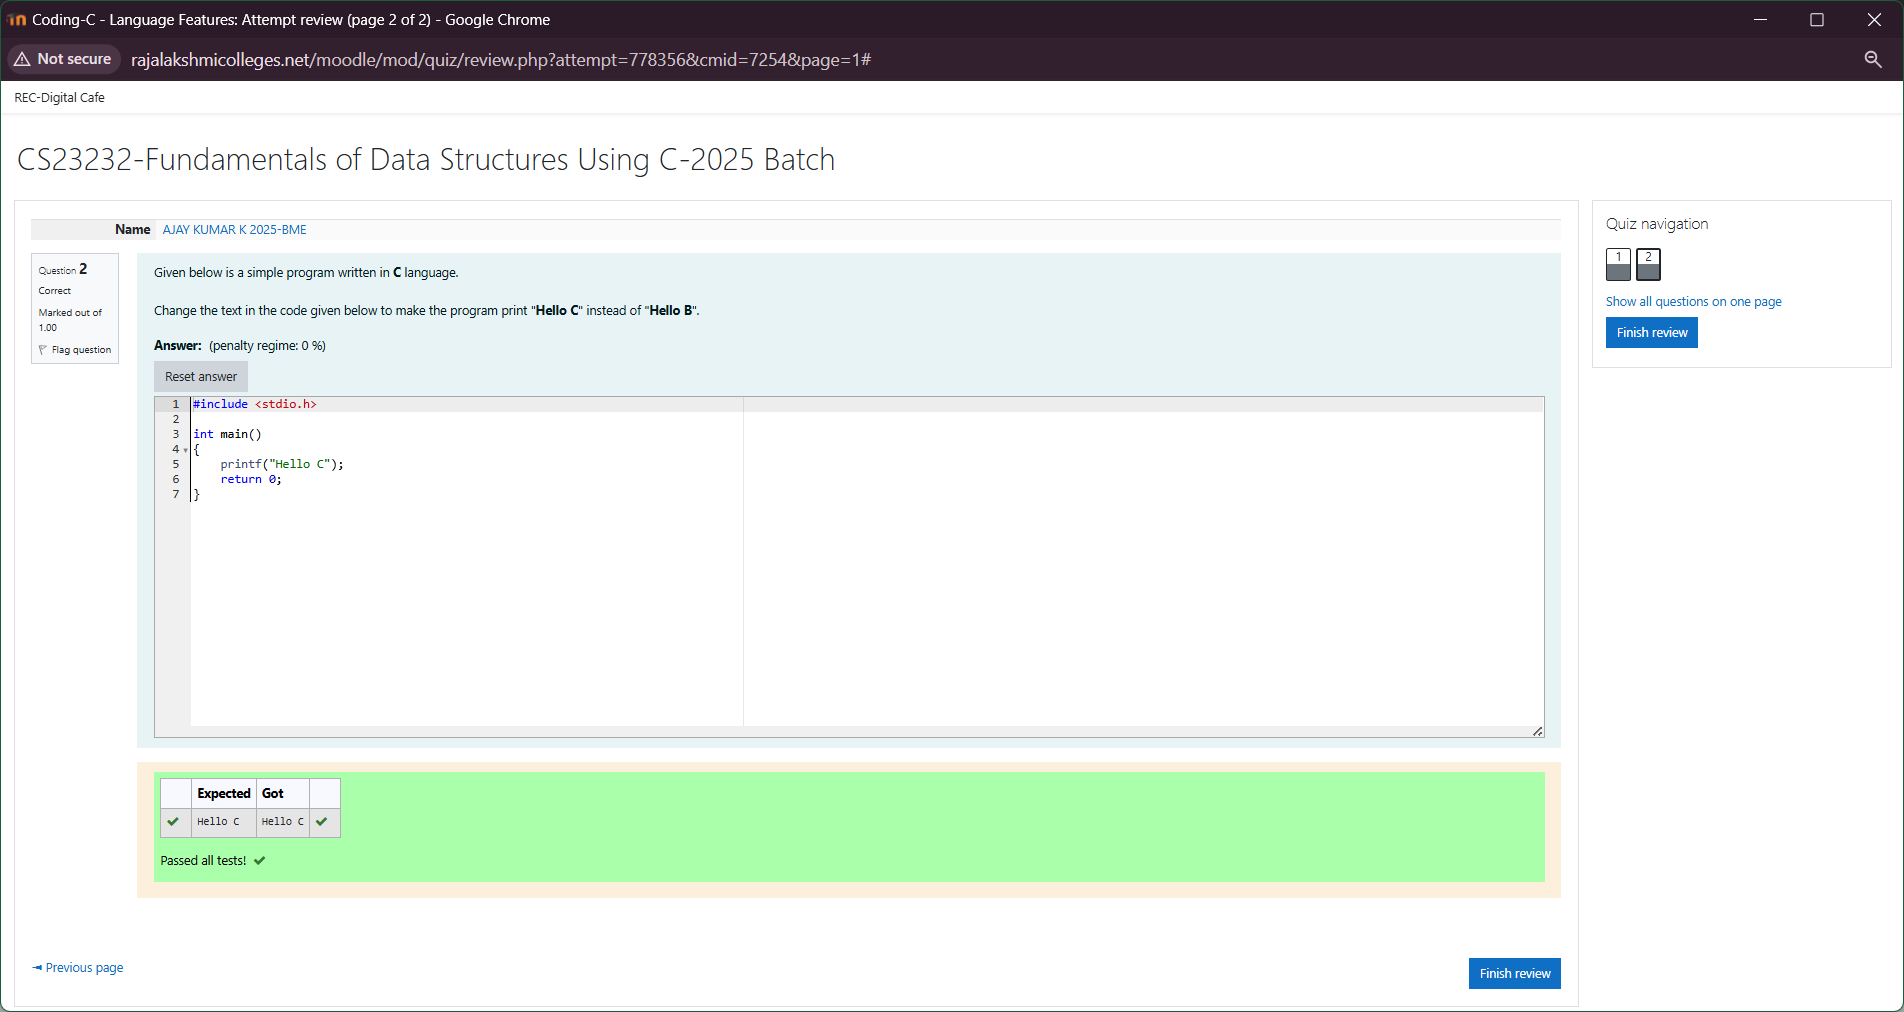 Coding-C - Language Features: Attempt review (page 2 of 2) - Google Chrome
Not secure
rajalakshmicolleges.net/moodle/mod/quiz/review.php?attempt=778356&cmid=7254&page=1#
REC-Digital Cafe
CS23232-Fundamentals of Data Structures Using C-2025 Batch
Name AJAY KUMAR K 2025-BME
Question 2
Correct
Marked out of
1.00
Flag question
Given below is a simple program written in C language.
Change the text in the code given below to make the program print "Hello C" instead of "Hello B".
Answer: (penalty regime: 0 %)
Reset answer
1 #include <stdio.h>
2
3 int main()
4 {
5     printf("Hello C");
6     return 0;
7 }
Expected Got
Hello C Hello C
Passed all tests!
Previous page
Finish review
Quiz navigation
1 2
Show all questions on one page
Finish review